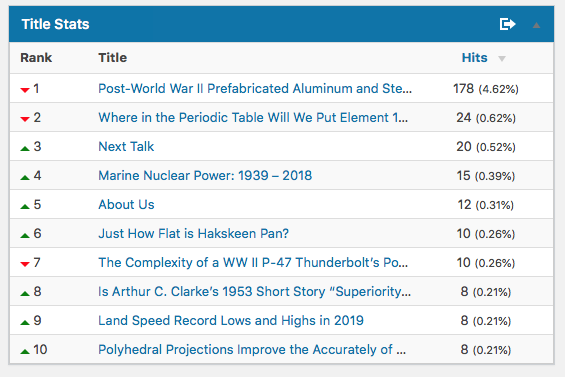 Title Stats
Rank Title Hits
1 Post-World War II Prefabricated Aluminum and Ste... 178 (4.62%)
2 Where in the Periodic Table Will We Put Element 1... 24 (0.62%)
3 Next Talk 20 (0.52%)
4 Marine Nuclear Power: 1939 – 2018 15 (0.39%)
5 About Us 12 (0.31%)
6 Just How Flat is Hakskeen Pan? 10 (0.26%)
7 The Complexity of a WW II P-47 Thunderbolt’s Po... 10 (0.26%)
8 Is Arthur C. Clarke’s 1953 Short Story “Superiority... 8 (0.21%)
9 Land Speed Record Lows and Highs in 2019 8 (0.21%)
10 Polyhedral Projections Improve the Accurately of ... 8 (0.21%)